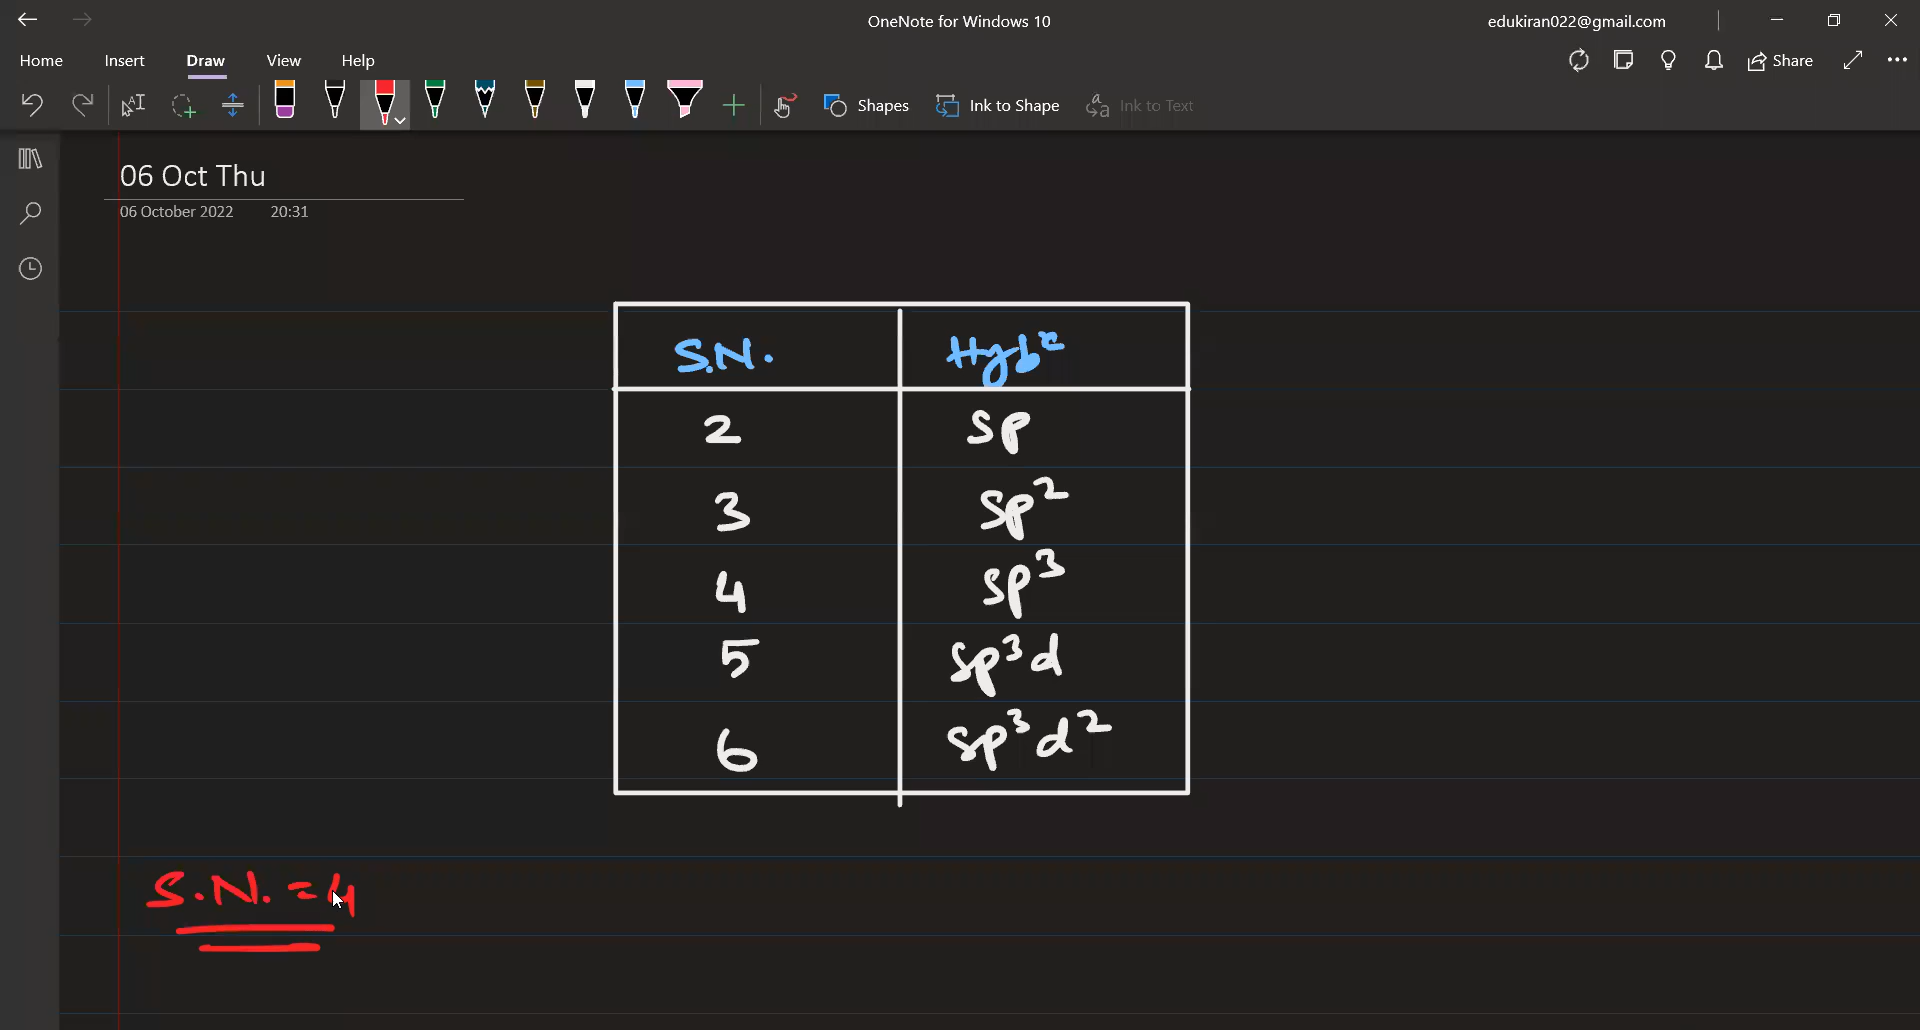 OneNote for Windows 10
edukiran022@gmail.com
Home Insert Draw View Help
Share
Shapes Ink to Shape Ink to Text
06 Oct Thu
06 October 2022 20:31
S.N. Hybⁿ
2 sp
3 sp²
4 sp³
5 sp³d
6 sp³d²
S.N. = 4